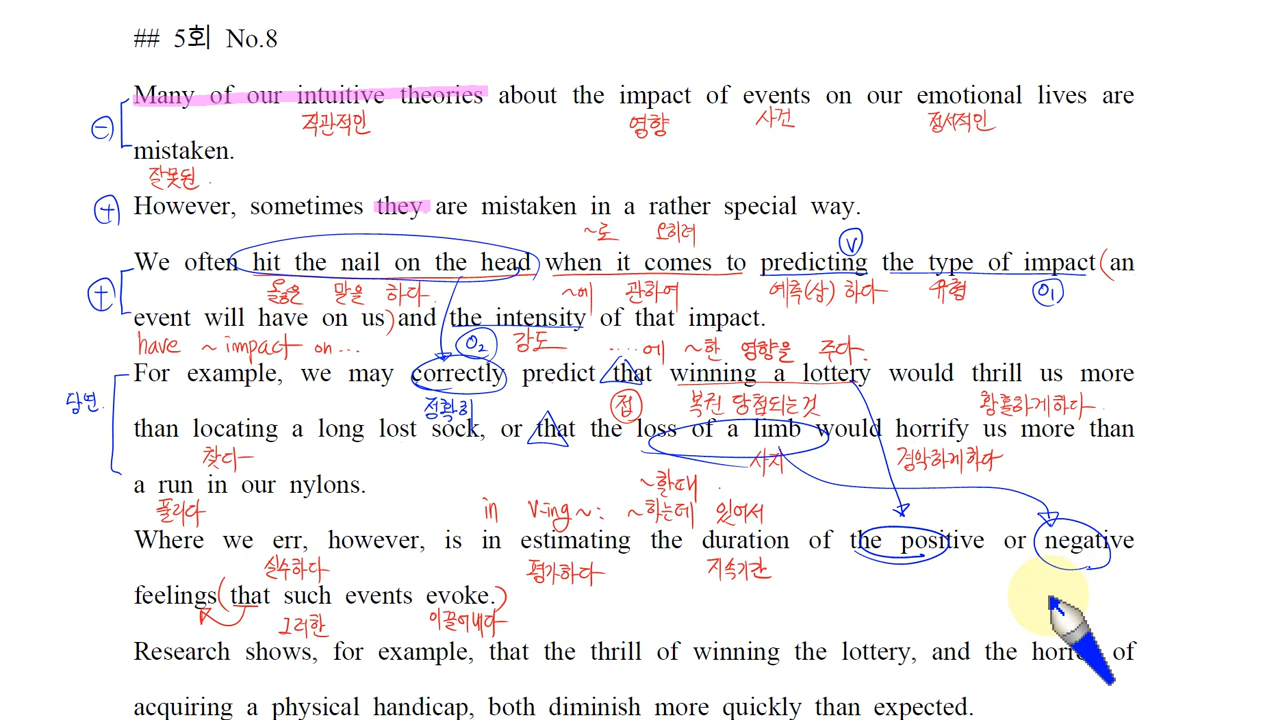 ## 5회 No.8
Many of our intuitive theories about the impact of events on our emotional lives are
직관적인 영향 사건 정서적인
⊖
mistaken.
잘못된
⊕ However, sometimes they are mistaken in a rather special way.
~로 오히려
V
We often hit the nail on the head when it comes to predicting the type of impact (an
옳은 말을 하다 ~에 관하여 예측(상)하다 유형 O1
⊕
event will have on us) and the intensity of that impact.
have ~ impact on... O2 강도 ....에 ~한 영향을 주다.
For example, we may correctly predict that winning a lottery would thrill us more
당연. 정확히 접 복권 당첨되는것 황홀하게하다
than locating a long lost sock, or that the loss of a limb would horrify us more than
찾다 사지 경악하게하다
a run in our nylons.
풀리다 in V-ing ~ : ~하는데 있어서
~할때
Where we err, however, is in estimating the duration of the positive or negative
실수하다 평가하다 지속기간
feelings (that such events evoke.)
그러한 이끌어내다
Research shows, for example, that the thrill of winning the lottery, and the horror of
acquiring a physical handicap, both diminish more quickly than expected.